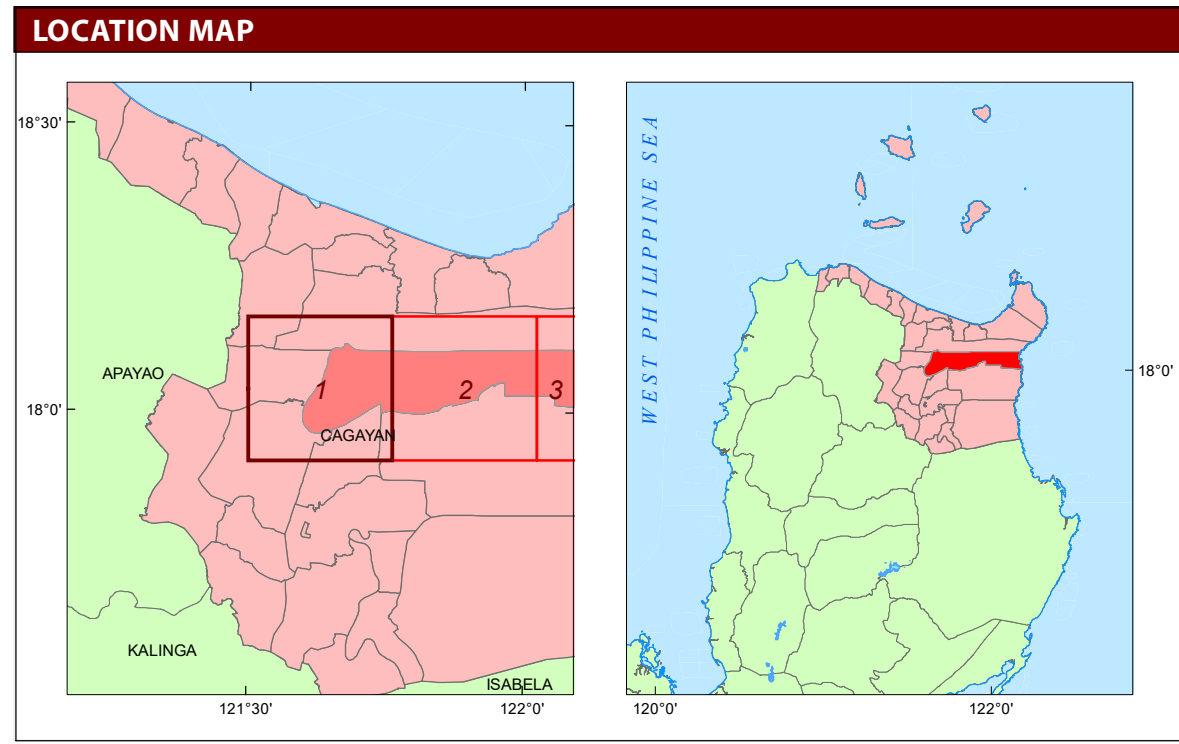 LOCATION MAP
18°30'
APAYAO
18°0'
1
2
3
CAGAYAN
KALINGA
ISABELA
121°30'
122°0'
WEST PHILIPPINE SEA
18°0'
120°0'
122°0'